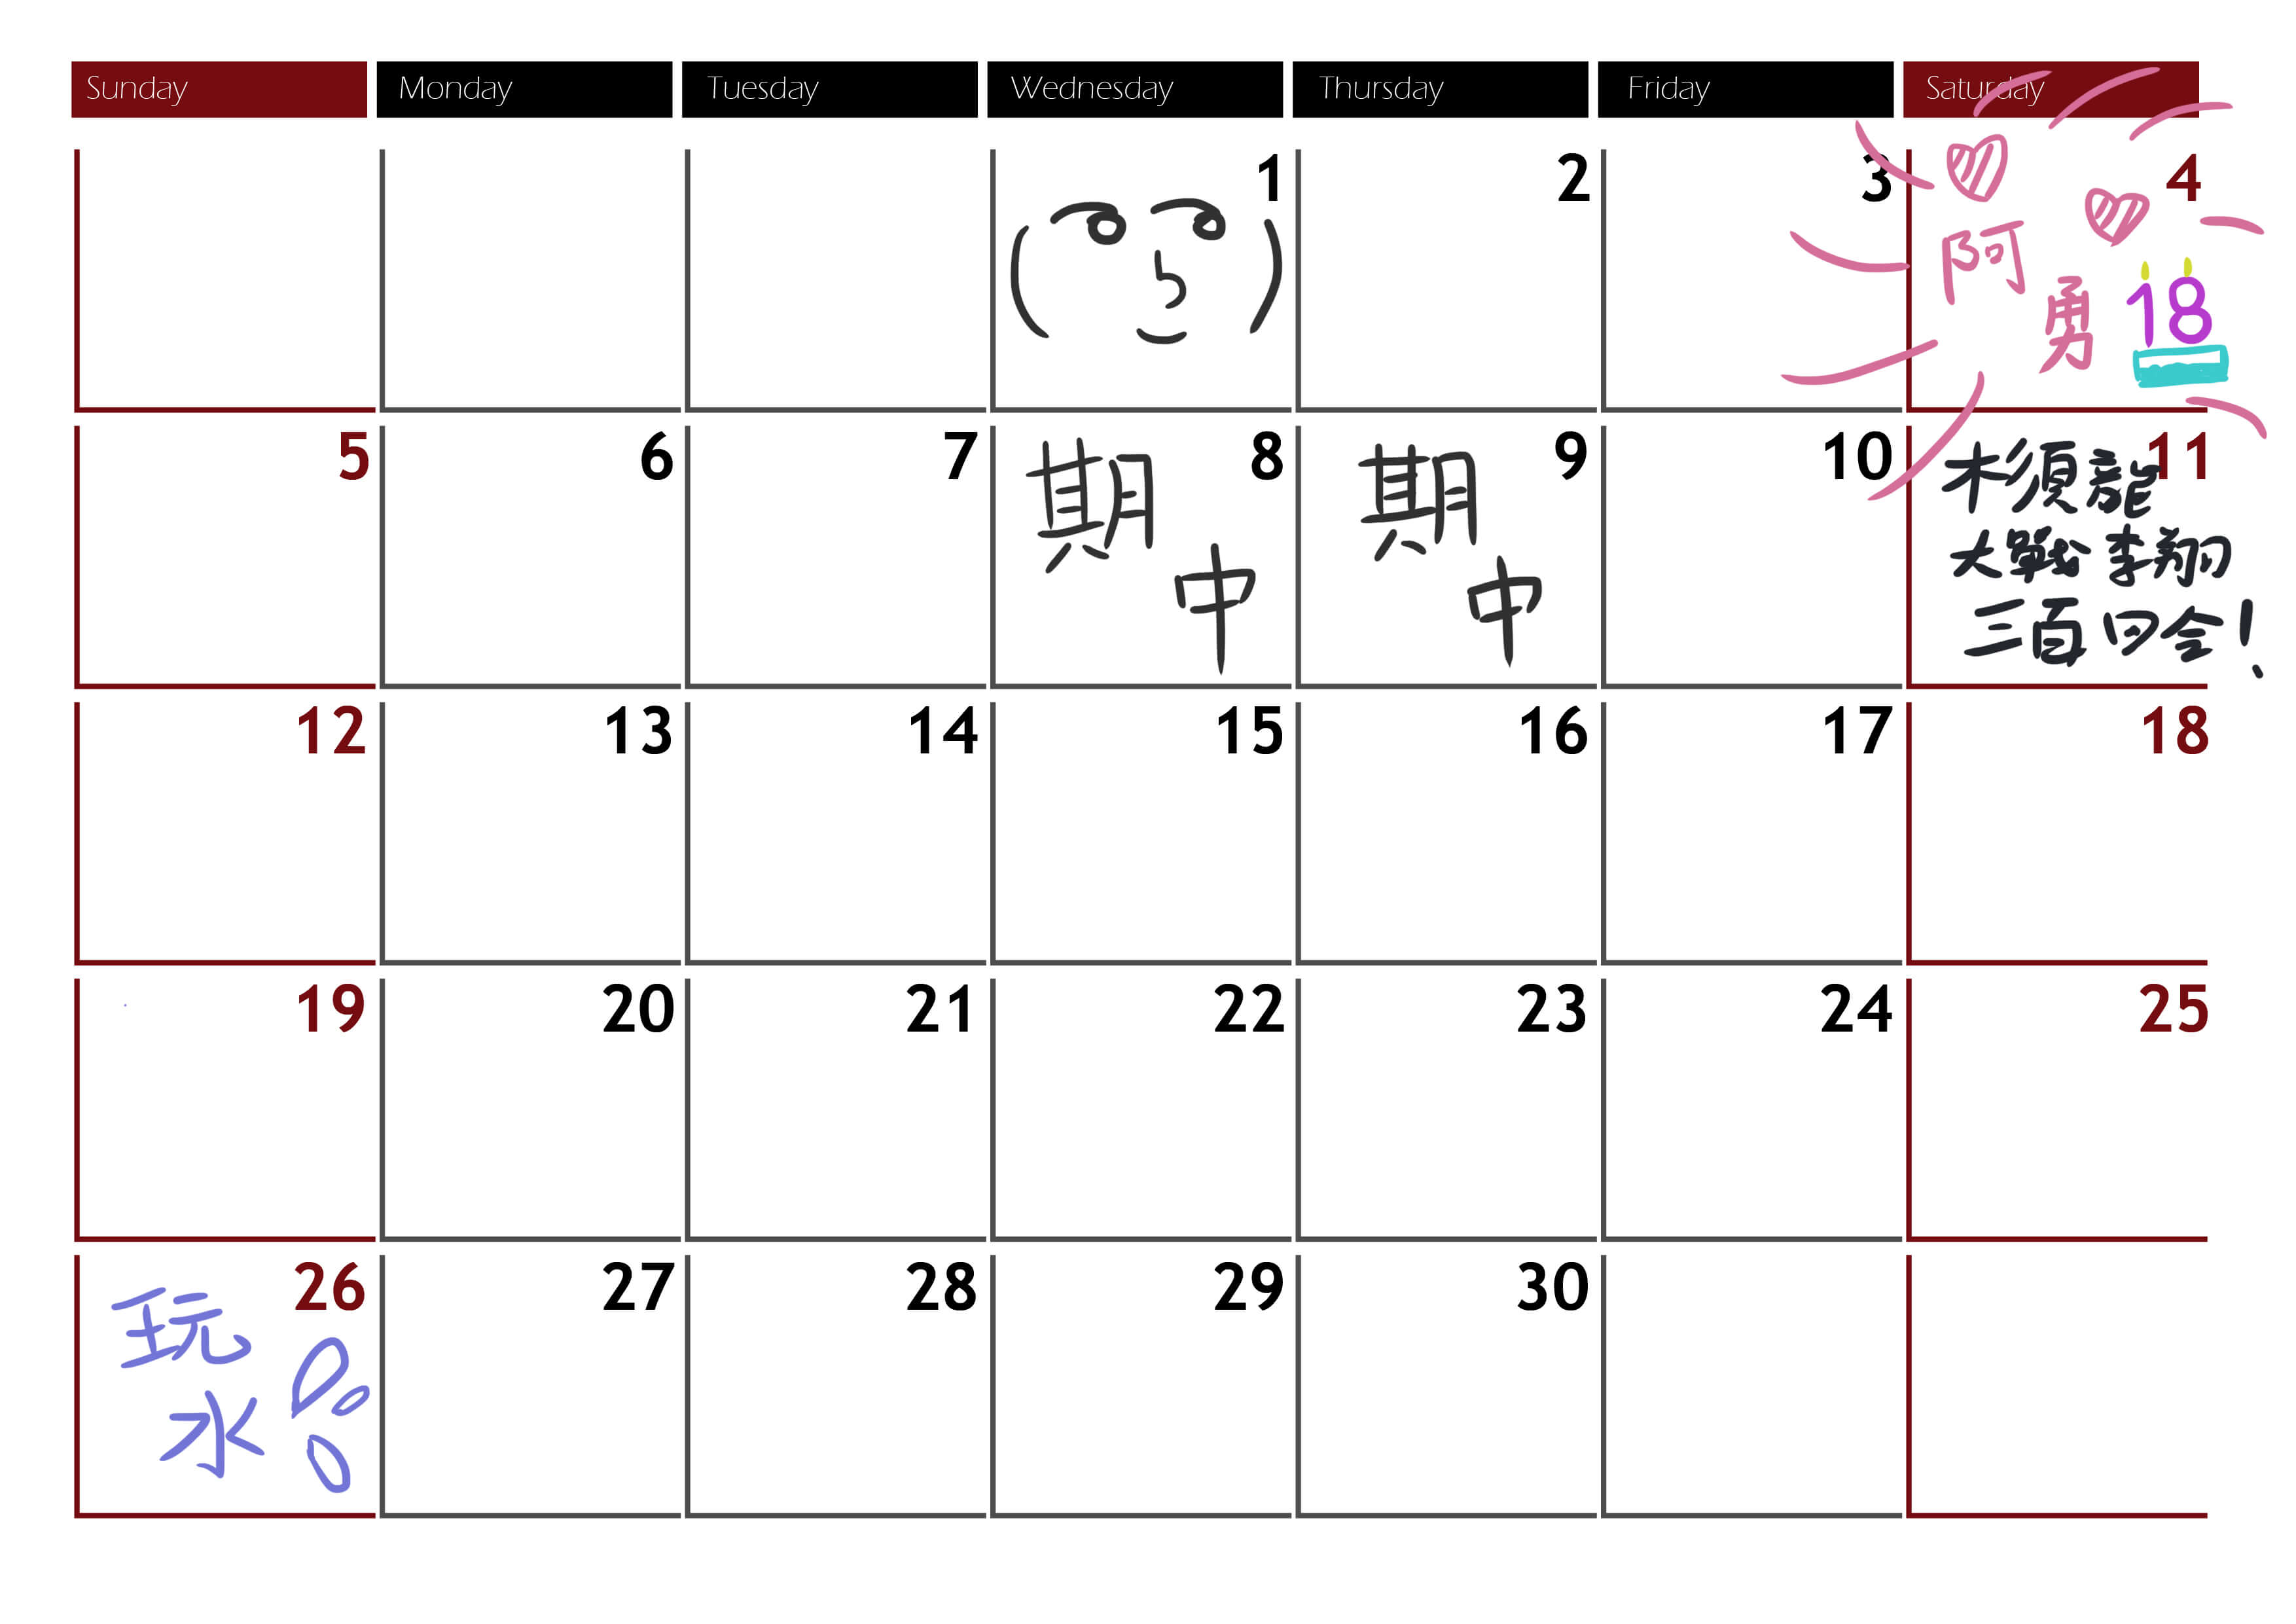 Sunday Monday Tuesday Wednesday Thursday Friday Saturday
1 2 3 4
( ͡° ͜ʖ ͡°)
阿
勇 18
5 6 7 8 9 10 11
期
中
期
中
杉須龍
大戰李翔
三百回合!
12 13 14 15 16 17 18
19 20 21 22 23 24 25
26 27 28 29 30
玩
水